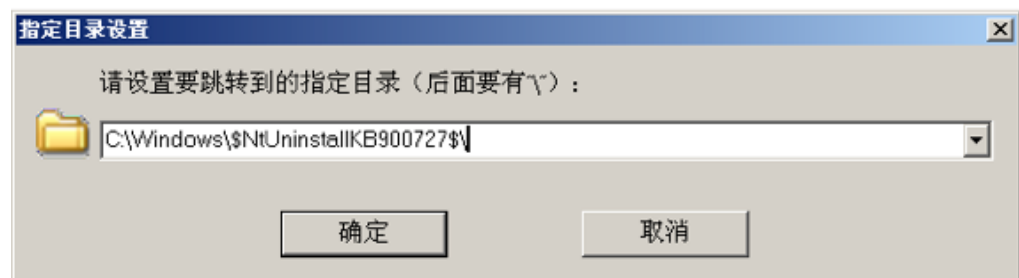 指定目录设置
请设置要跳转到的指定目录（后面要有"\"）：
C:\Windows\$NtUninstallKB900727$\
确定
取消